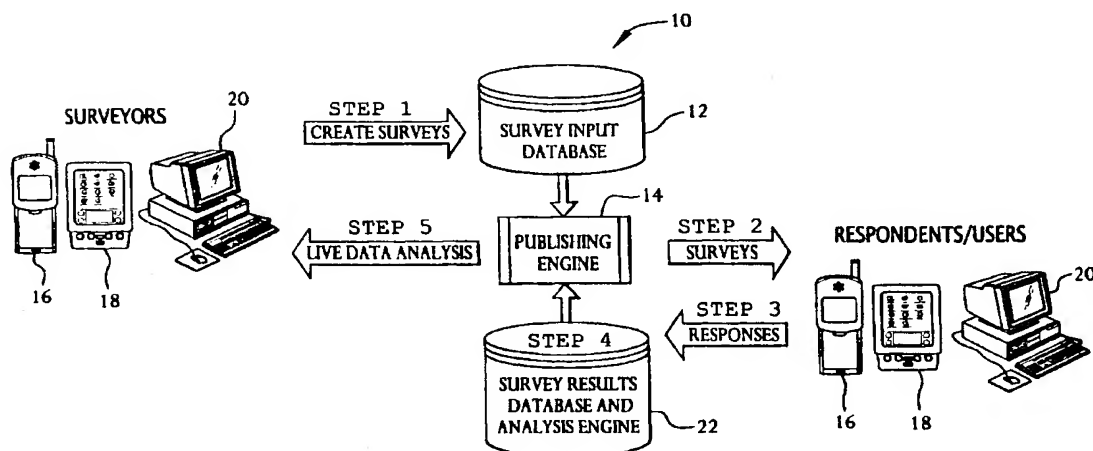 10
SURVEYORS
20
STEP 1
CREATE SURVEYS
SURVEY INPUT
DATABASE
12
14
STEP 5
LIVE DATA ANALYSIS
PUBLISHING
ENGINE
STEP 2
SURVEYS
RESPONDENTS/USERS
16
18
20
STEP 3
RESPONSES
STEP 4
SURVEY RESULTS
DATABASE AND
ANALYSIS ENGINE
22
16
18